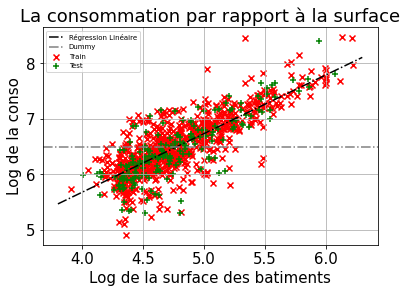 La consommation par rapport à la surface
Log de la conso
8
7
6
5
Régression Linéaire
Dummy
Train
Test
4.0 4.5 5.0 5.5 6.0
Log de la surface des batiments